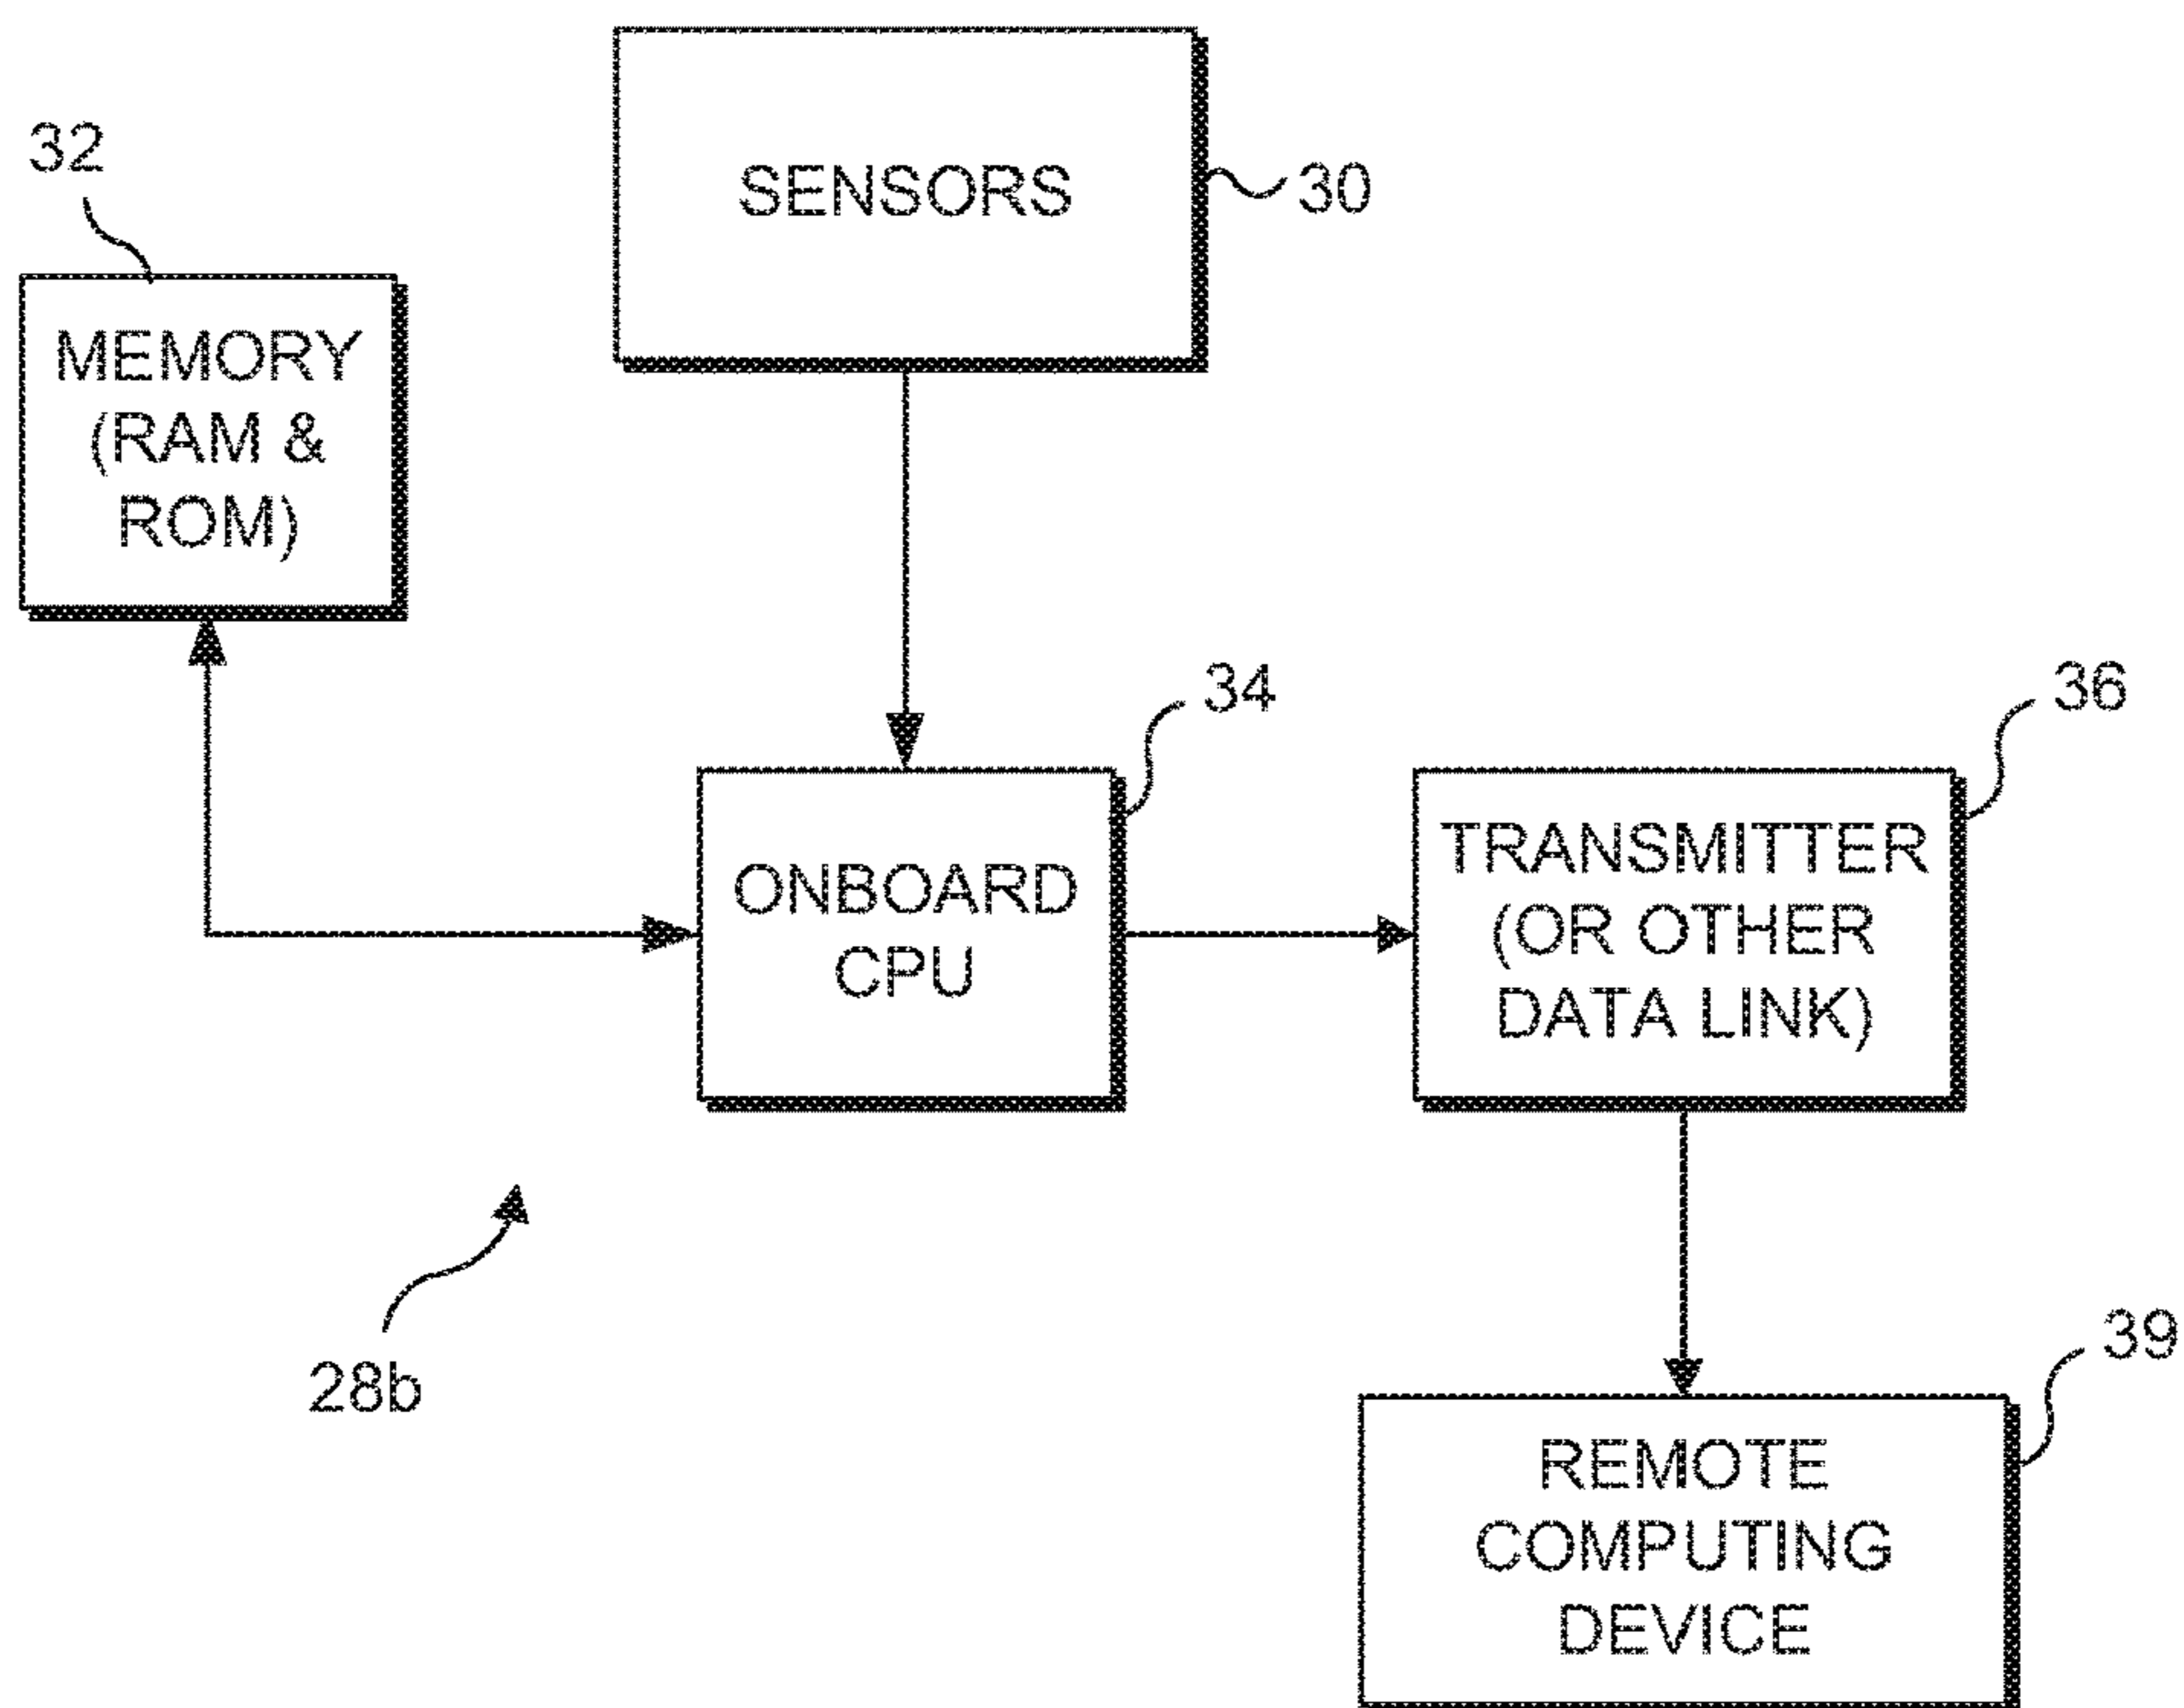 32
SENSORS
30
MEMORY
(RAM &
ROM)
34
36
ONBOARD
CPU
TRANSMITTER
(OR OTHER
DATA LINK)
28b
39
REMOTE
COMPUTING
DEVICE